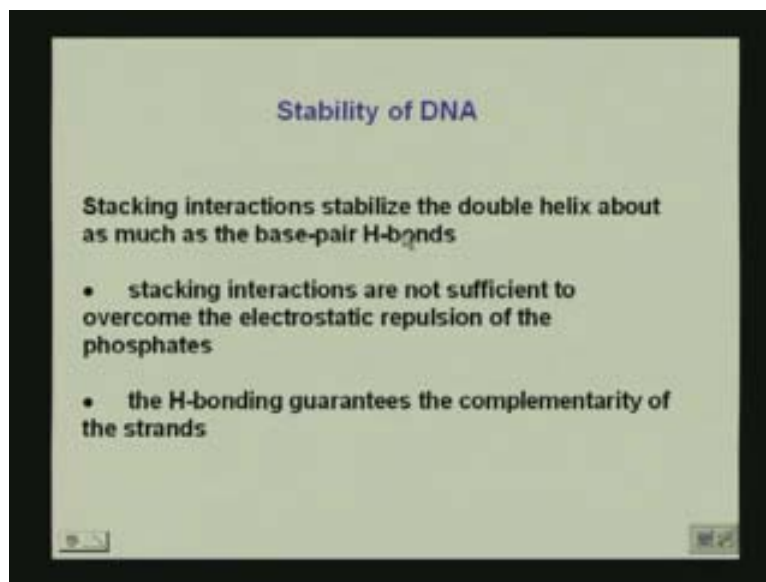 Stability of DNA
Stacking interactions stabilize the double helix about
as much as the base-pair H-bonds
• stacking interactions are not sufficient to
overcome the electrostatic repulsion of the
phosphates
• the H-bonding guarantees the complementarity of
the strands